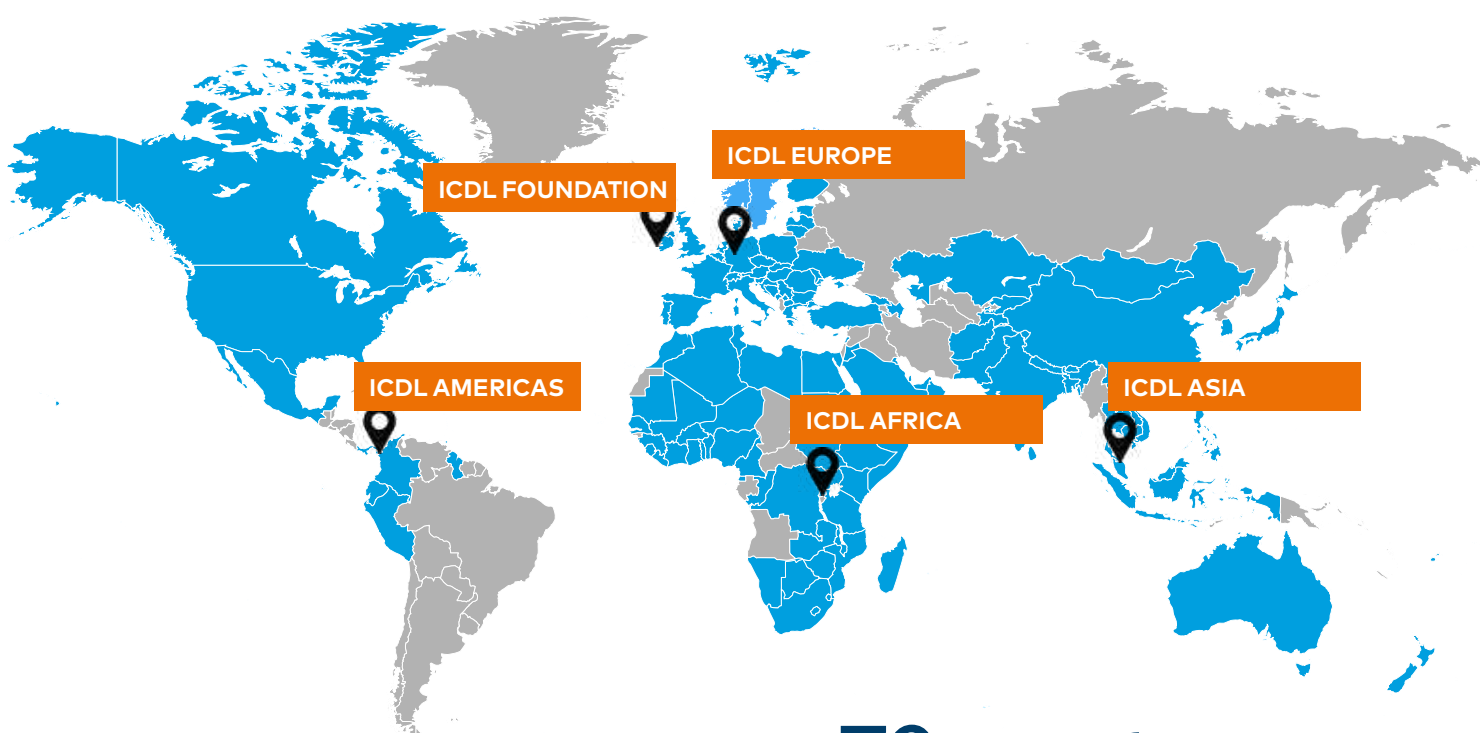 ICDL EUROPE
ICDL FOUNDATION
ICDL AMERICAS
ICDL ASIA
ICDL AFRICA